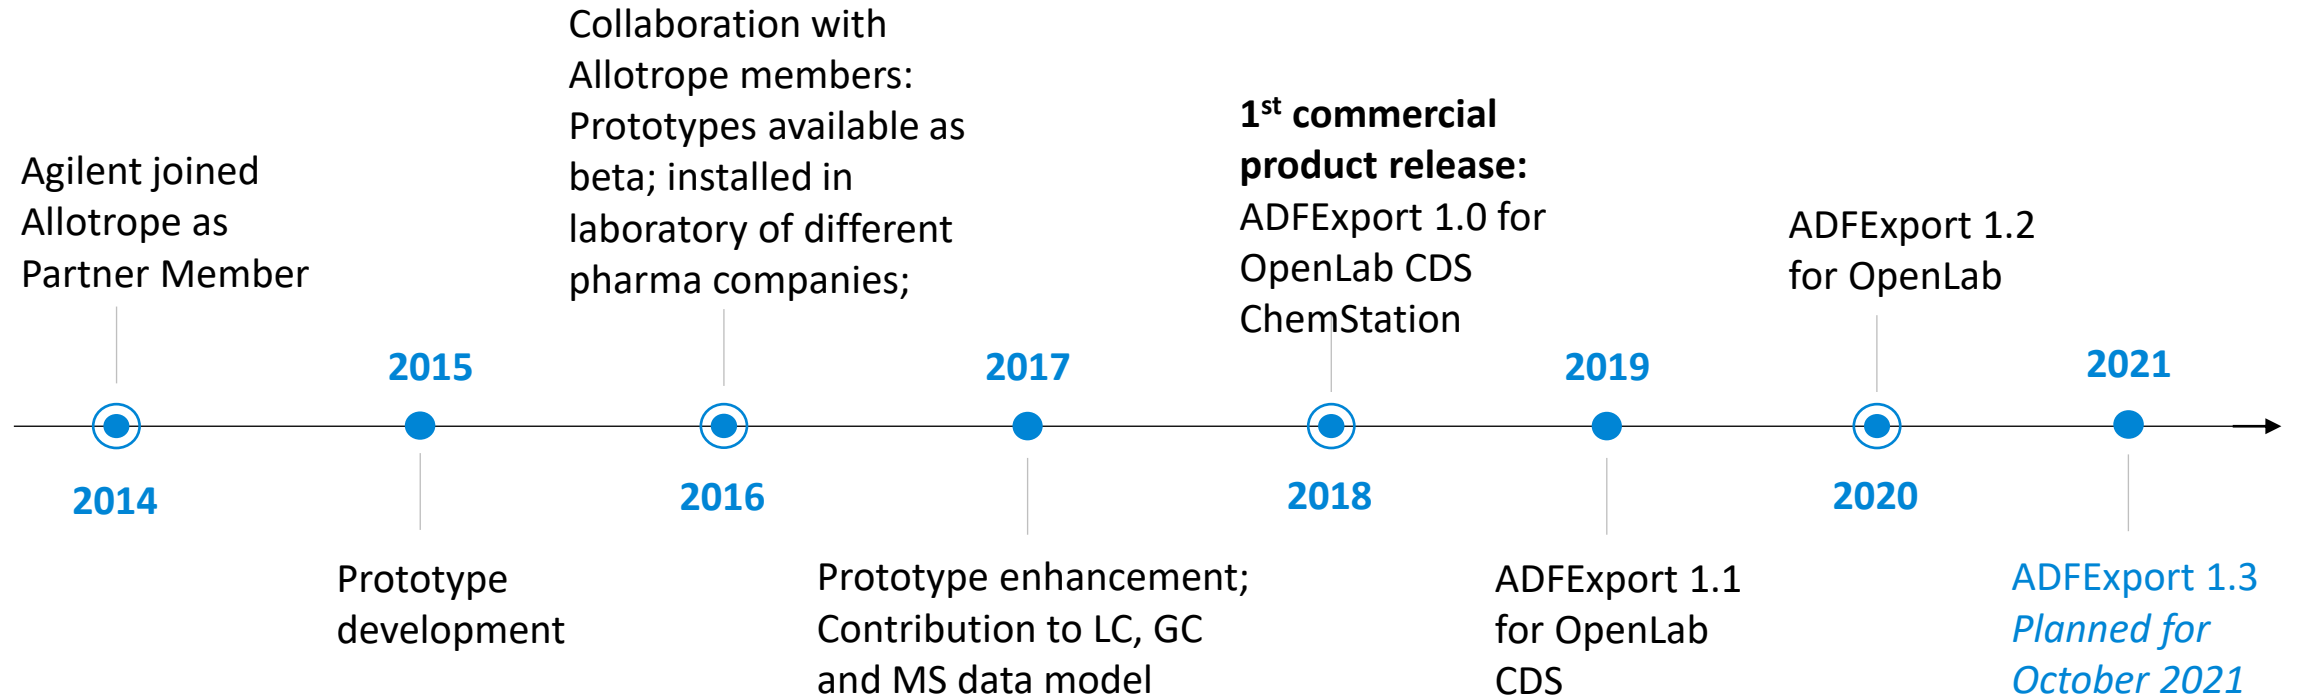 Agilent joined
Allotrope as
Partner Member
2014
2015
Prototype
development
Collaboration with
Allotrope members:
Prototypes available as
beta; installed in
laboratory of different
pharma companies;
2016
2017
Prototype enhancement;
Contribution to LC, GC
and MS data model
1st commercial
product release:
ADFExport 1.0 for
OpenLab CDS
ChemStation
2018
2019
ADFExport 1.1
for OpenLab
CDS
ADFExport 1.2
for OpenLab
2020
2021
ADFExport 1.3
Planned for
October 2021